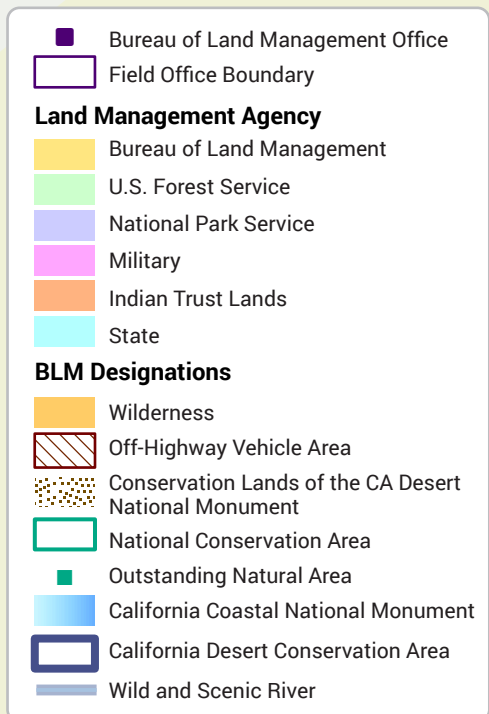 Bureau of Land Management Office
Field Office Boundary
Land Management Agency
Bureau of Land Management
U.S. Forest Service
National Park Service
Military
Indian Trust Lands
State
BLM Designations
Wilderness
Off-Highway Vehicle Area
Conservation Lands of the CA Desert
National Monument
National Conservation Area
Outstanding Natural Area
California Coastal National Monument
California Desert Conservation Area
Wild and Scenic River